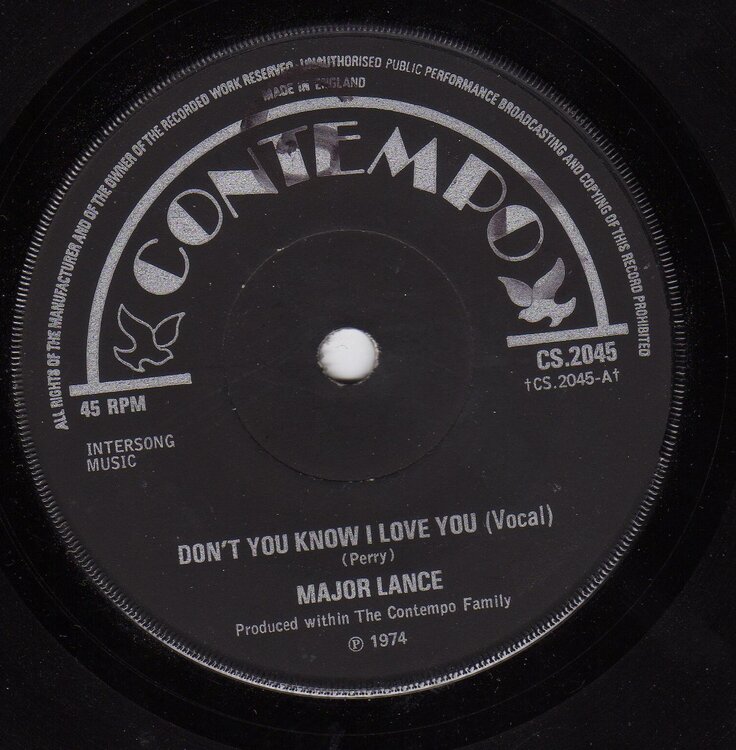 ALL RIGHTS OF THE MANUFACTURER AND OF THE OWNER OF THE RECORDED WORK RESERVED. UNAUTHORISED PUBLIC PERFORMANCE BROADCASTING AND COPYING OF THIS RECORD PROHIBITED
MADE IN ENGLAND
CONTEMPO
45 RPM
CS.2045
†CS.2045-A†
INTERSONG
MUSIC
DON'T YOU KNOW I LOVE YOU (Vocal)
(Perry)
MAJOR LANCE
Produced within The Contempo Family
℗ 1974